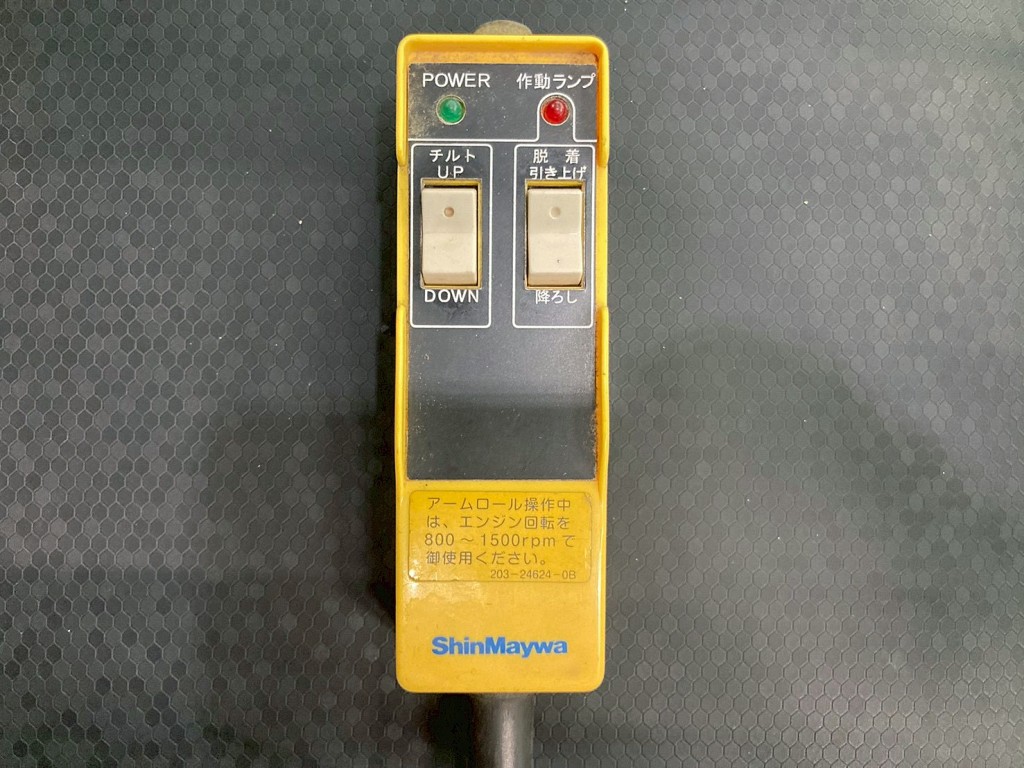 POWER 作動ランプ
チルト
UP
DOWN
脱 着
引き上げ
降ろし
アームロール操作中
は、エンジン回転を
800～1500rpmで
御使用ください。
203-24624-0B
ShinMaywa